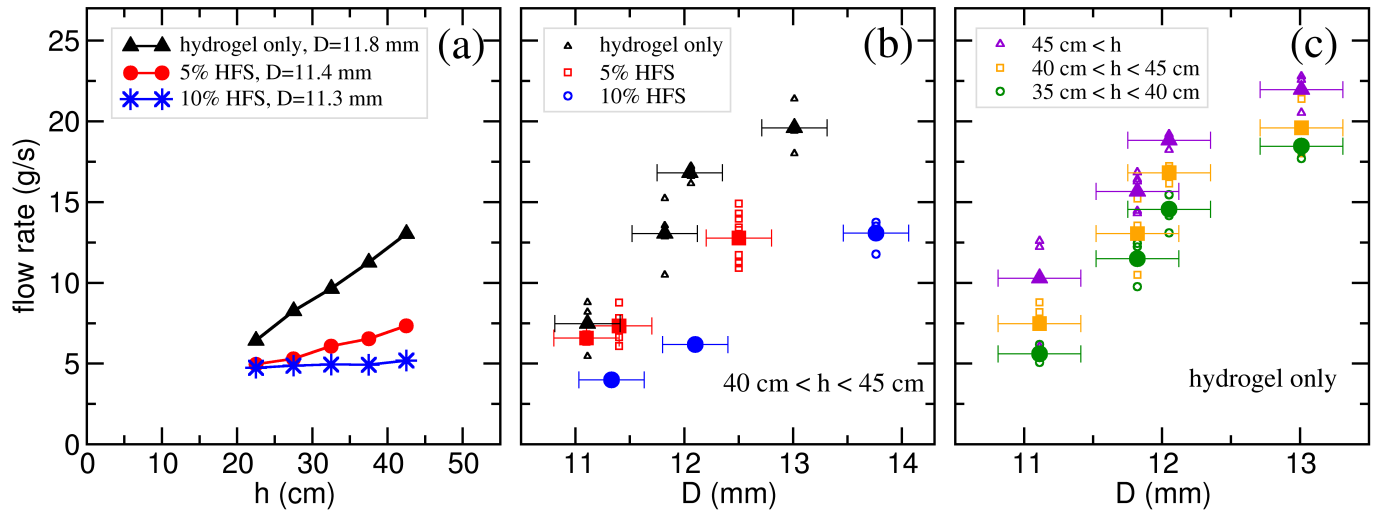 hydrogel only, D=11.8 mm
5% HFS, D=11.4 mm
10% HFS, D=11.3 mm
(a)
flow rate (g/s)
25
20
15
10
5
0
0 10 20 30 40 50
h (cm)
hydrogel only
5% HFS
10% HFS
(b)
40 cm < h < 45 cm
11 12 13 14
D (mm)
45 cm < h
40 cm < h < 45 cm
35 cm < h < 40 cm
(c)
hydrogel only
11 12 13
D (mm)